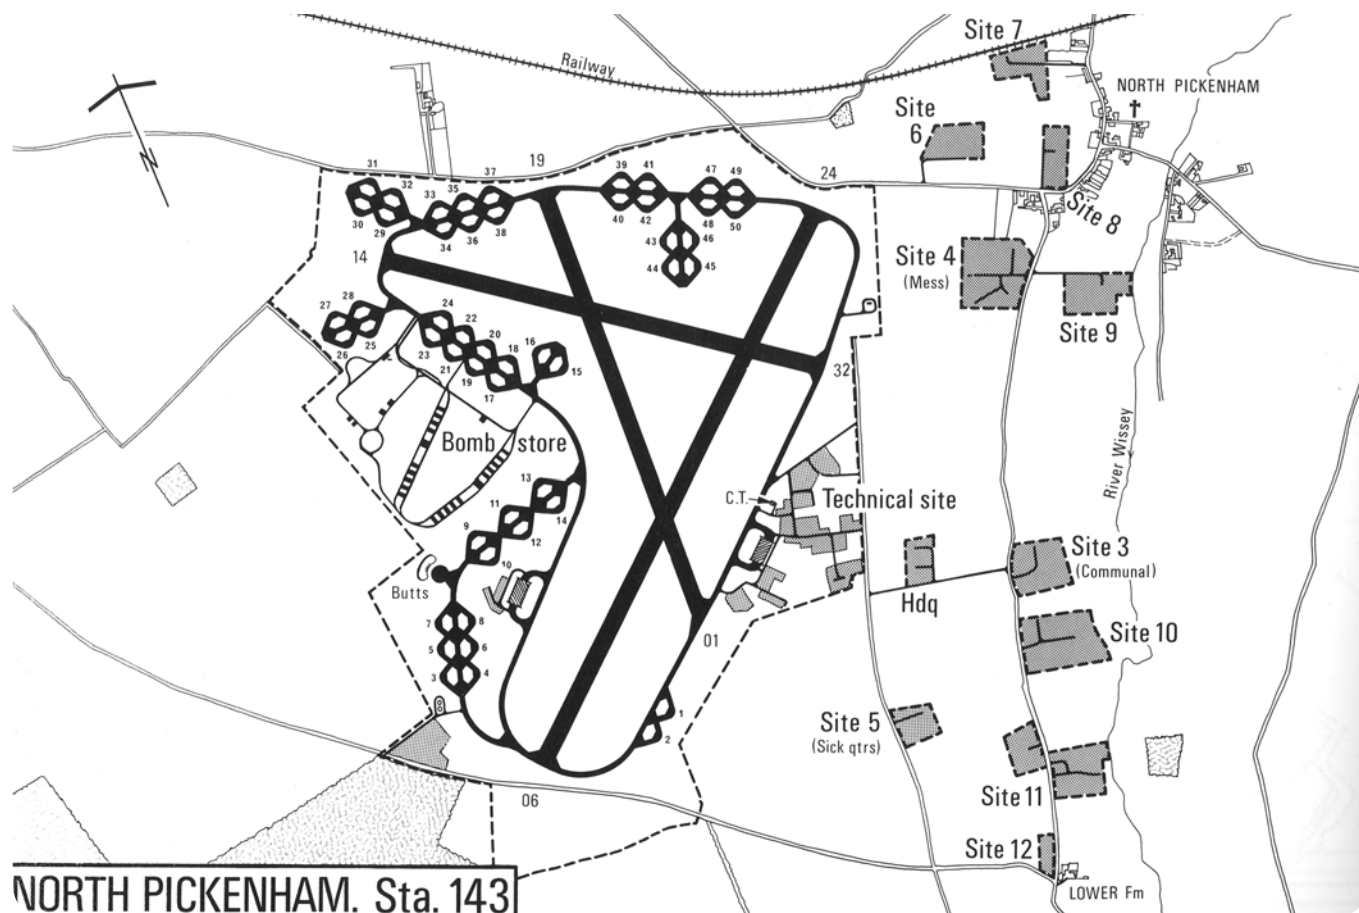 Site 7
Railway
NORTH PICKENHAM
Site
6
N
31
32
37
19
35
33
39
41
47
49
24
30
29
34
36
38
40
42
48
50
Site 8
43
46
44
45
14
Site 4
(Mess)
Site 9
27
28
24
22
20
18
16
15
26
25
23
21
19
17
32
Bomb store
River Wissey
13
11
14
9
12
10
C.T.
Technical site
Butts
Site 3
(Communal)
Hdq
7
8
5
6
3
4
01
Site 10
1
2
Site 5
(Sick qtrs)
06
Site 11
Site 12
LOWER Fm
NORTH PICKENHAM. Sta. 143